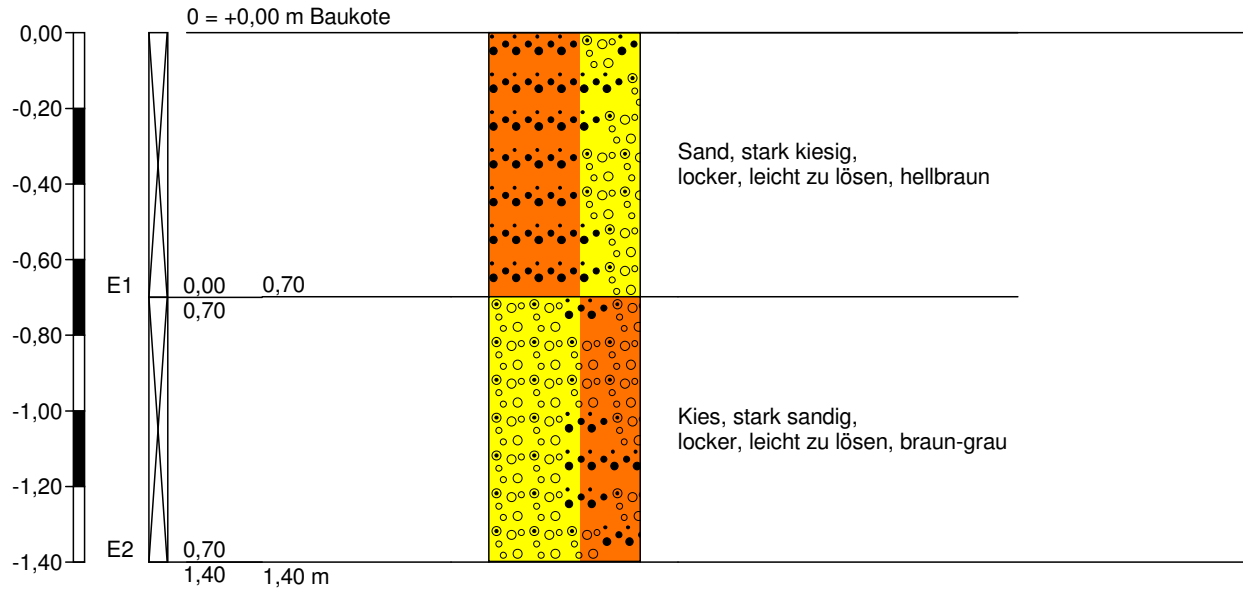 0 = +0,00 m Baukote
0,00
-0,20
-0,40
-0,60
-0,80
-1,00
-1,20
-1,40
Sand, stark kiesig,
locker, leicht zu lösen, hellbraun
E1
0,00 0,70
0,70
Kies, stark sandig,
locker, leicht zu lösen, braun-grau
E2
0,70
1,40 1,40 m